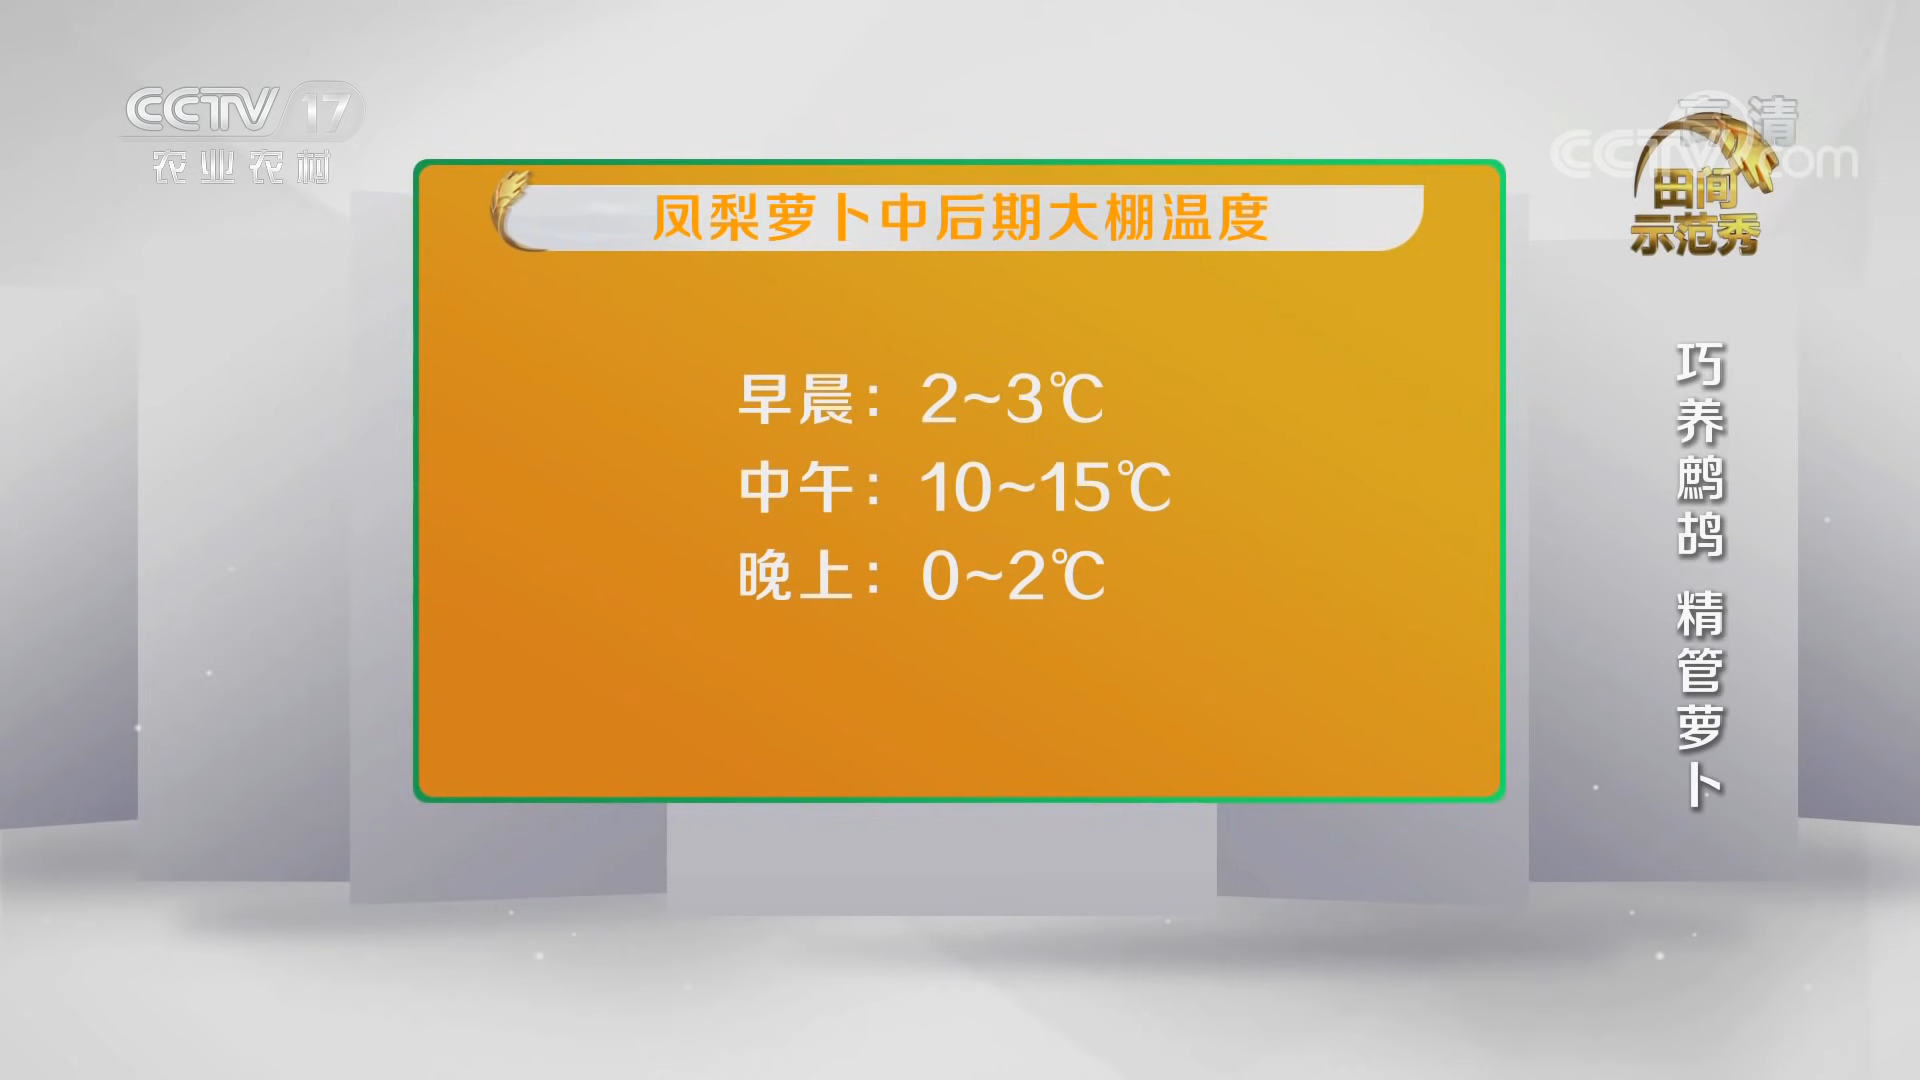 CCTV 17
农业农村
高清
CCTV.com
田间
示范秀
凤梨萝卜中后期大棚温度
早晨：2~3℃
中午：10~15℃
晚上：0~2℃
巧养鹧鸪 精管萝卜